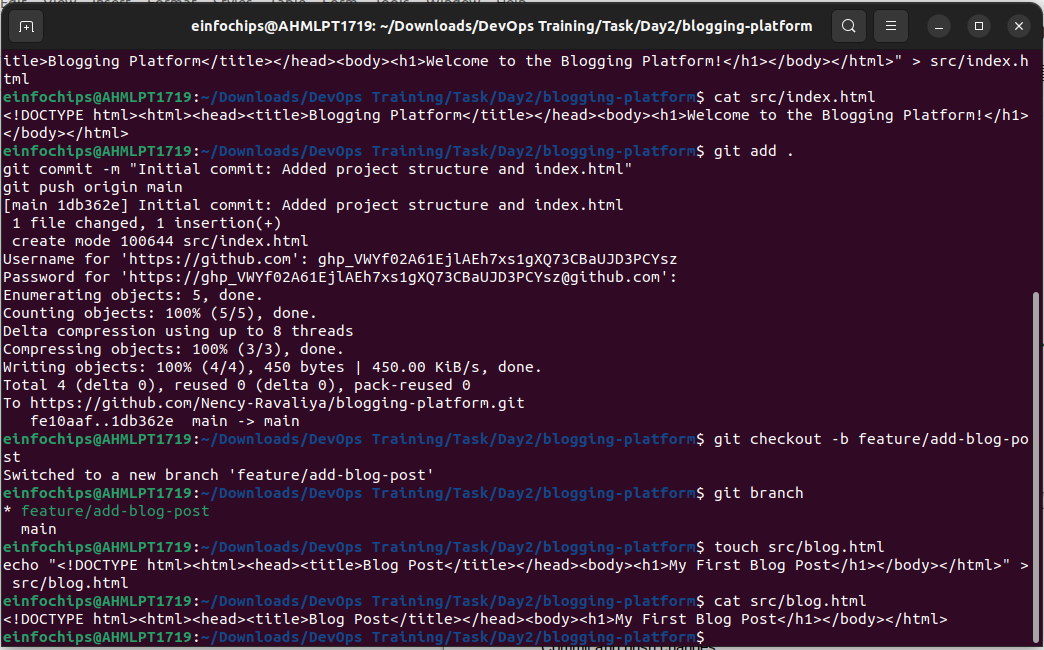 einfochips@AHMLPT1719: ~/Downloads/DevOps Training/Task/Day2/blogging-platform
itle>Blogging Platform</title></head><body><h1>Welcome to the Blogging Platform!</h1></body></html>" > src/index.h
tml
einfochips@AHMLPT1719:~/Downloads/DevOps Training/Task/Day2/blogging-platform$ cat src/index.html
<!DOCTYPE html><html><head><title>Blogging Platform</title></head><body><h1>Welcome to the Blogging Platform!</h1>
</body></html>
einfochips@AHMLPT1719:~/Downloads/DevOps Training/Task/Day2/blogging-platform$ git add .
git commit -m "Initial commit: Added project structure and index.html"
git push origin main
[main 1db362e] Initial commit: Added project structure and index.html
 1 file changed, 1 insertion(+)
 create mode 100644 src/index.html
Username for 'https://github.com': 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
Password for 'https://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@github.com':
Enumerating objects: 5, done.
Counting objects: 100% (5/5), done.
Delta compression using up to 8 threads
Compressing objects: 100% (3/3), done.
Writing objects: 100% (4/4), 450 bytes | 450.00 KiB/s, done.
Total 4 (delta 0), reused 0 (delta 0), pack-reused 0
To https://github.com/Nency-Ravaliya/blogging-platform.git
   fe10aaf..1db362e  main -> main
einfochips@AHMLPT1719:~/Downloads/DevOps Training/Task/Day2/blogging-platform$ git checkout -b feature/add-blog-po
st
Switched to a new branch 'feature/add-blog-post'
einfochips@AHMLPT1719:~/Downloads/DevOps Training/Task/Day2/blogging-platform$ git branch
* feature/add-blog-post
  main
einfochips@AHMLPT1719:~/Downloads/DevOps Training/Task/Day2/blogging-platform$ touch src/blog.html
echo "<!DOCTYPE html><html><head><title>Blog Post</title></head><body><h1>My First Blog Post</h1></body></html>" >
 src/blog.html
einfochips@AHMLPT1719:~/Downloads/DevOps Training/Task/Day2/blogging-platform$ cat src/blog.html
<!DOCTYPE html><html><head><title>Blog Post</title></head><body><h1>My First Blog Post</h1></body></html>
einfochips@AHMLPT1719:~/Downloads/DevOps Training/Task/Day2/blogging-platform$